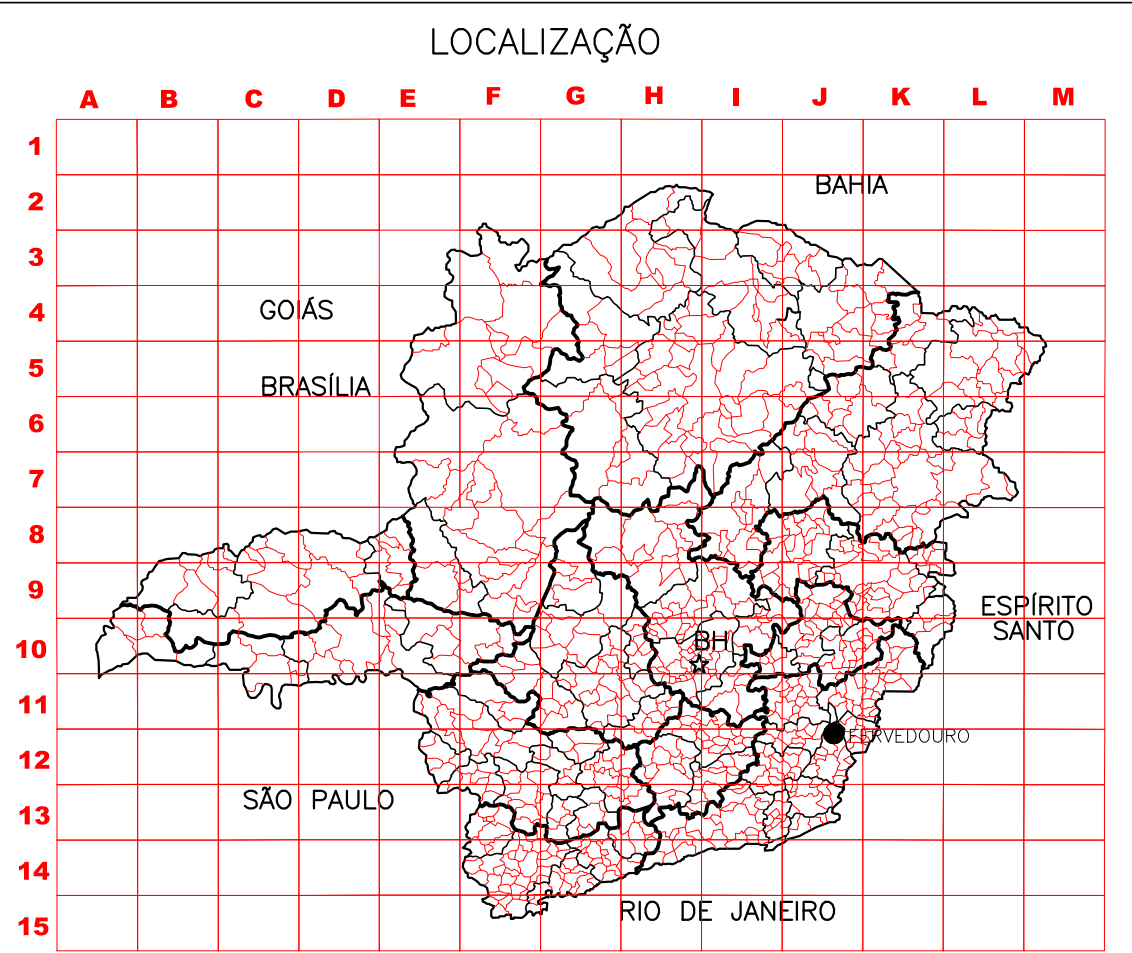 LOCALIZAÇÃO
A B C D E F G H I J K L M
1
2
BAHIA
3
4
GOIÁS
5
BRASÍLIA
6
7
8
9
ESPÍRITO
SANTO
10
BH
11
FERVEDOURO
12
13
SÃO PAULO
14
15
RIO DE JANEIRO